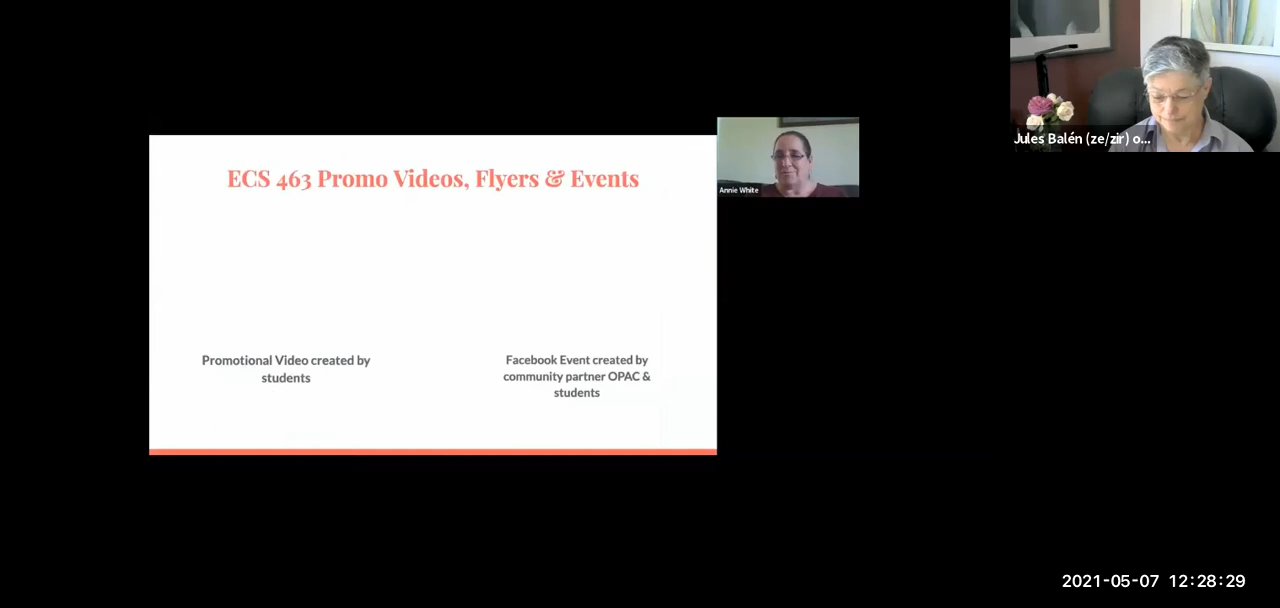 ECS 463 Promo Videos, Flyers & Events
Annie White
Jules Balén (ze/zir) o...
Promotional Video created by
students
Facebook Event created by
community partner OPAC &
students
2021-05-07 12:28:29